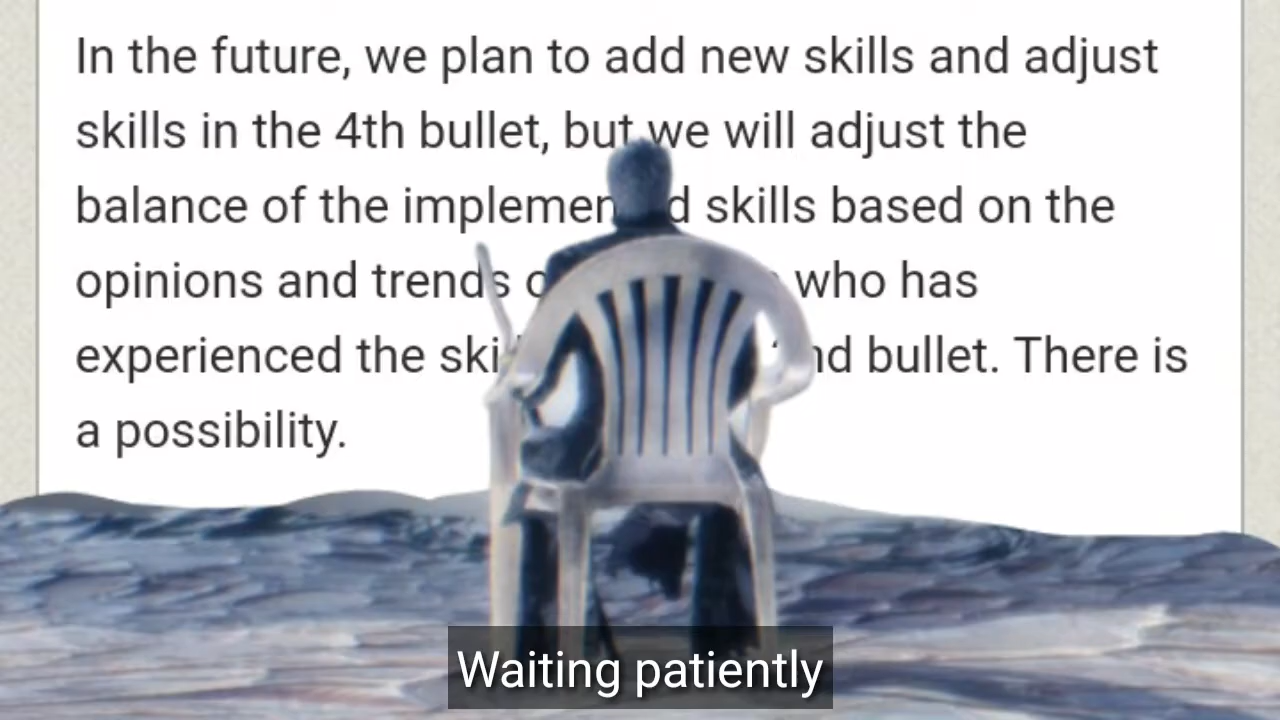 In the future, we plan to add new skills and adjust
skills in the 4th bullet, but we will adjust the
balance of the skills based on the
opinions and trends who has
experienced the bullet. There is
a possibility.
Waiting patiently